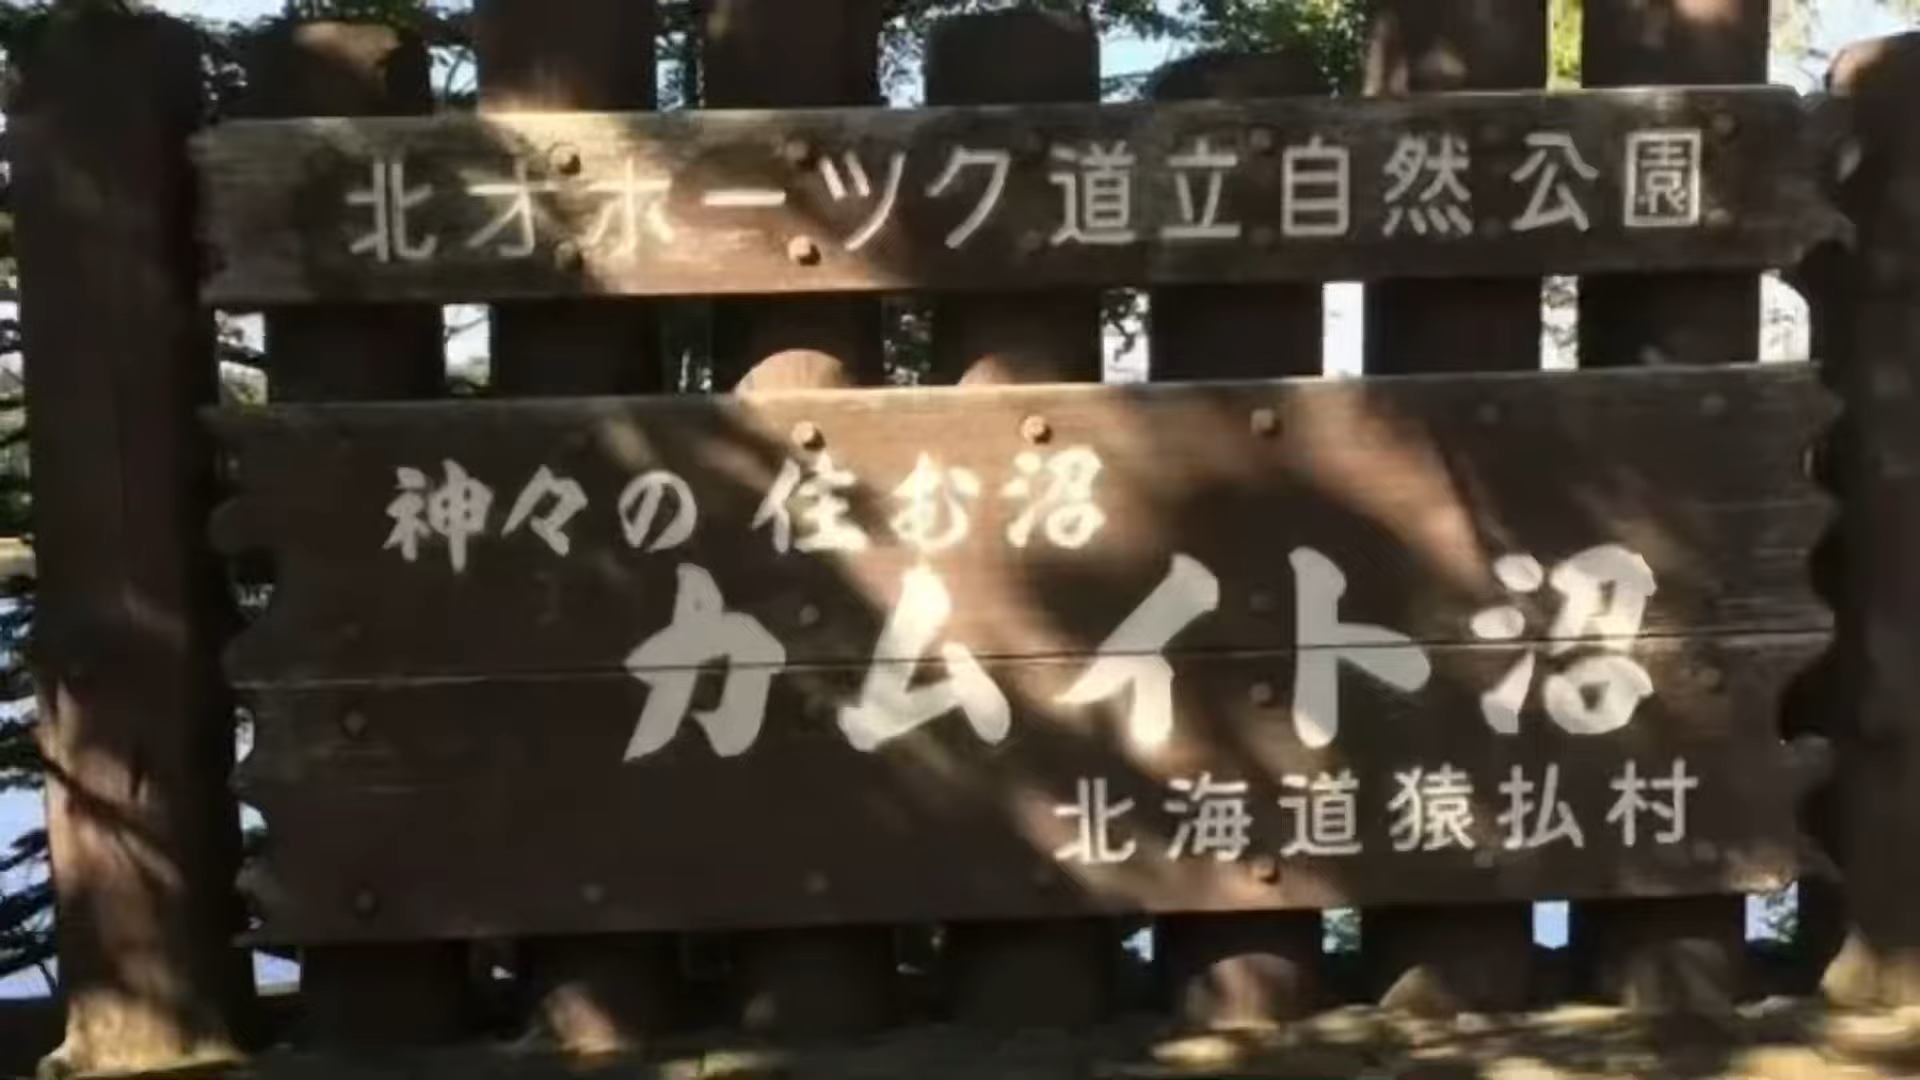 北オホーツク道立自然公園
神々の住む沼
カムイト沼
北海道猿払村